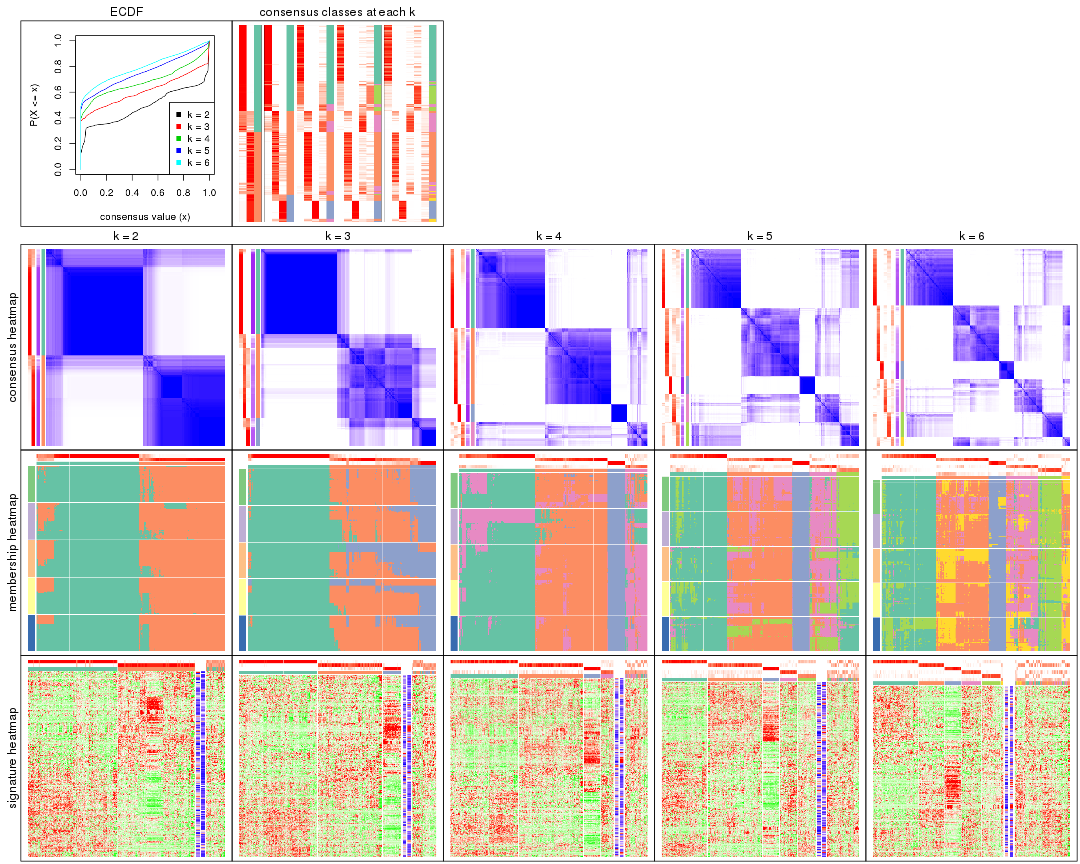 ECDF
consensus classes at each k
P(X <= x)
1.0
0.8
0.6
0.4
0.2
0.0
k = 2
k = 3
k = 4
k = 5
k = 6
0.0 0.2 0.4 0.6 0.8 1.0
consensus value (x)
k = 2 k = 3 k = 4 k = 5 k = 6
consensus heatmap
membership heatmap
signature heatmap